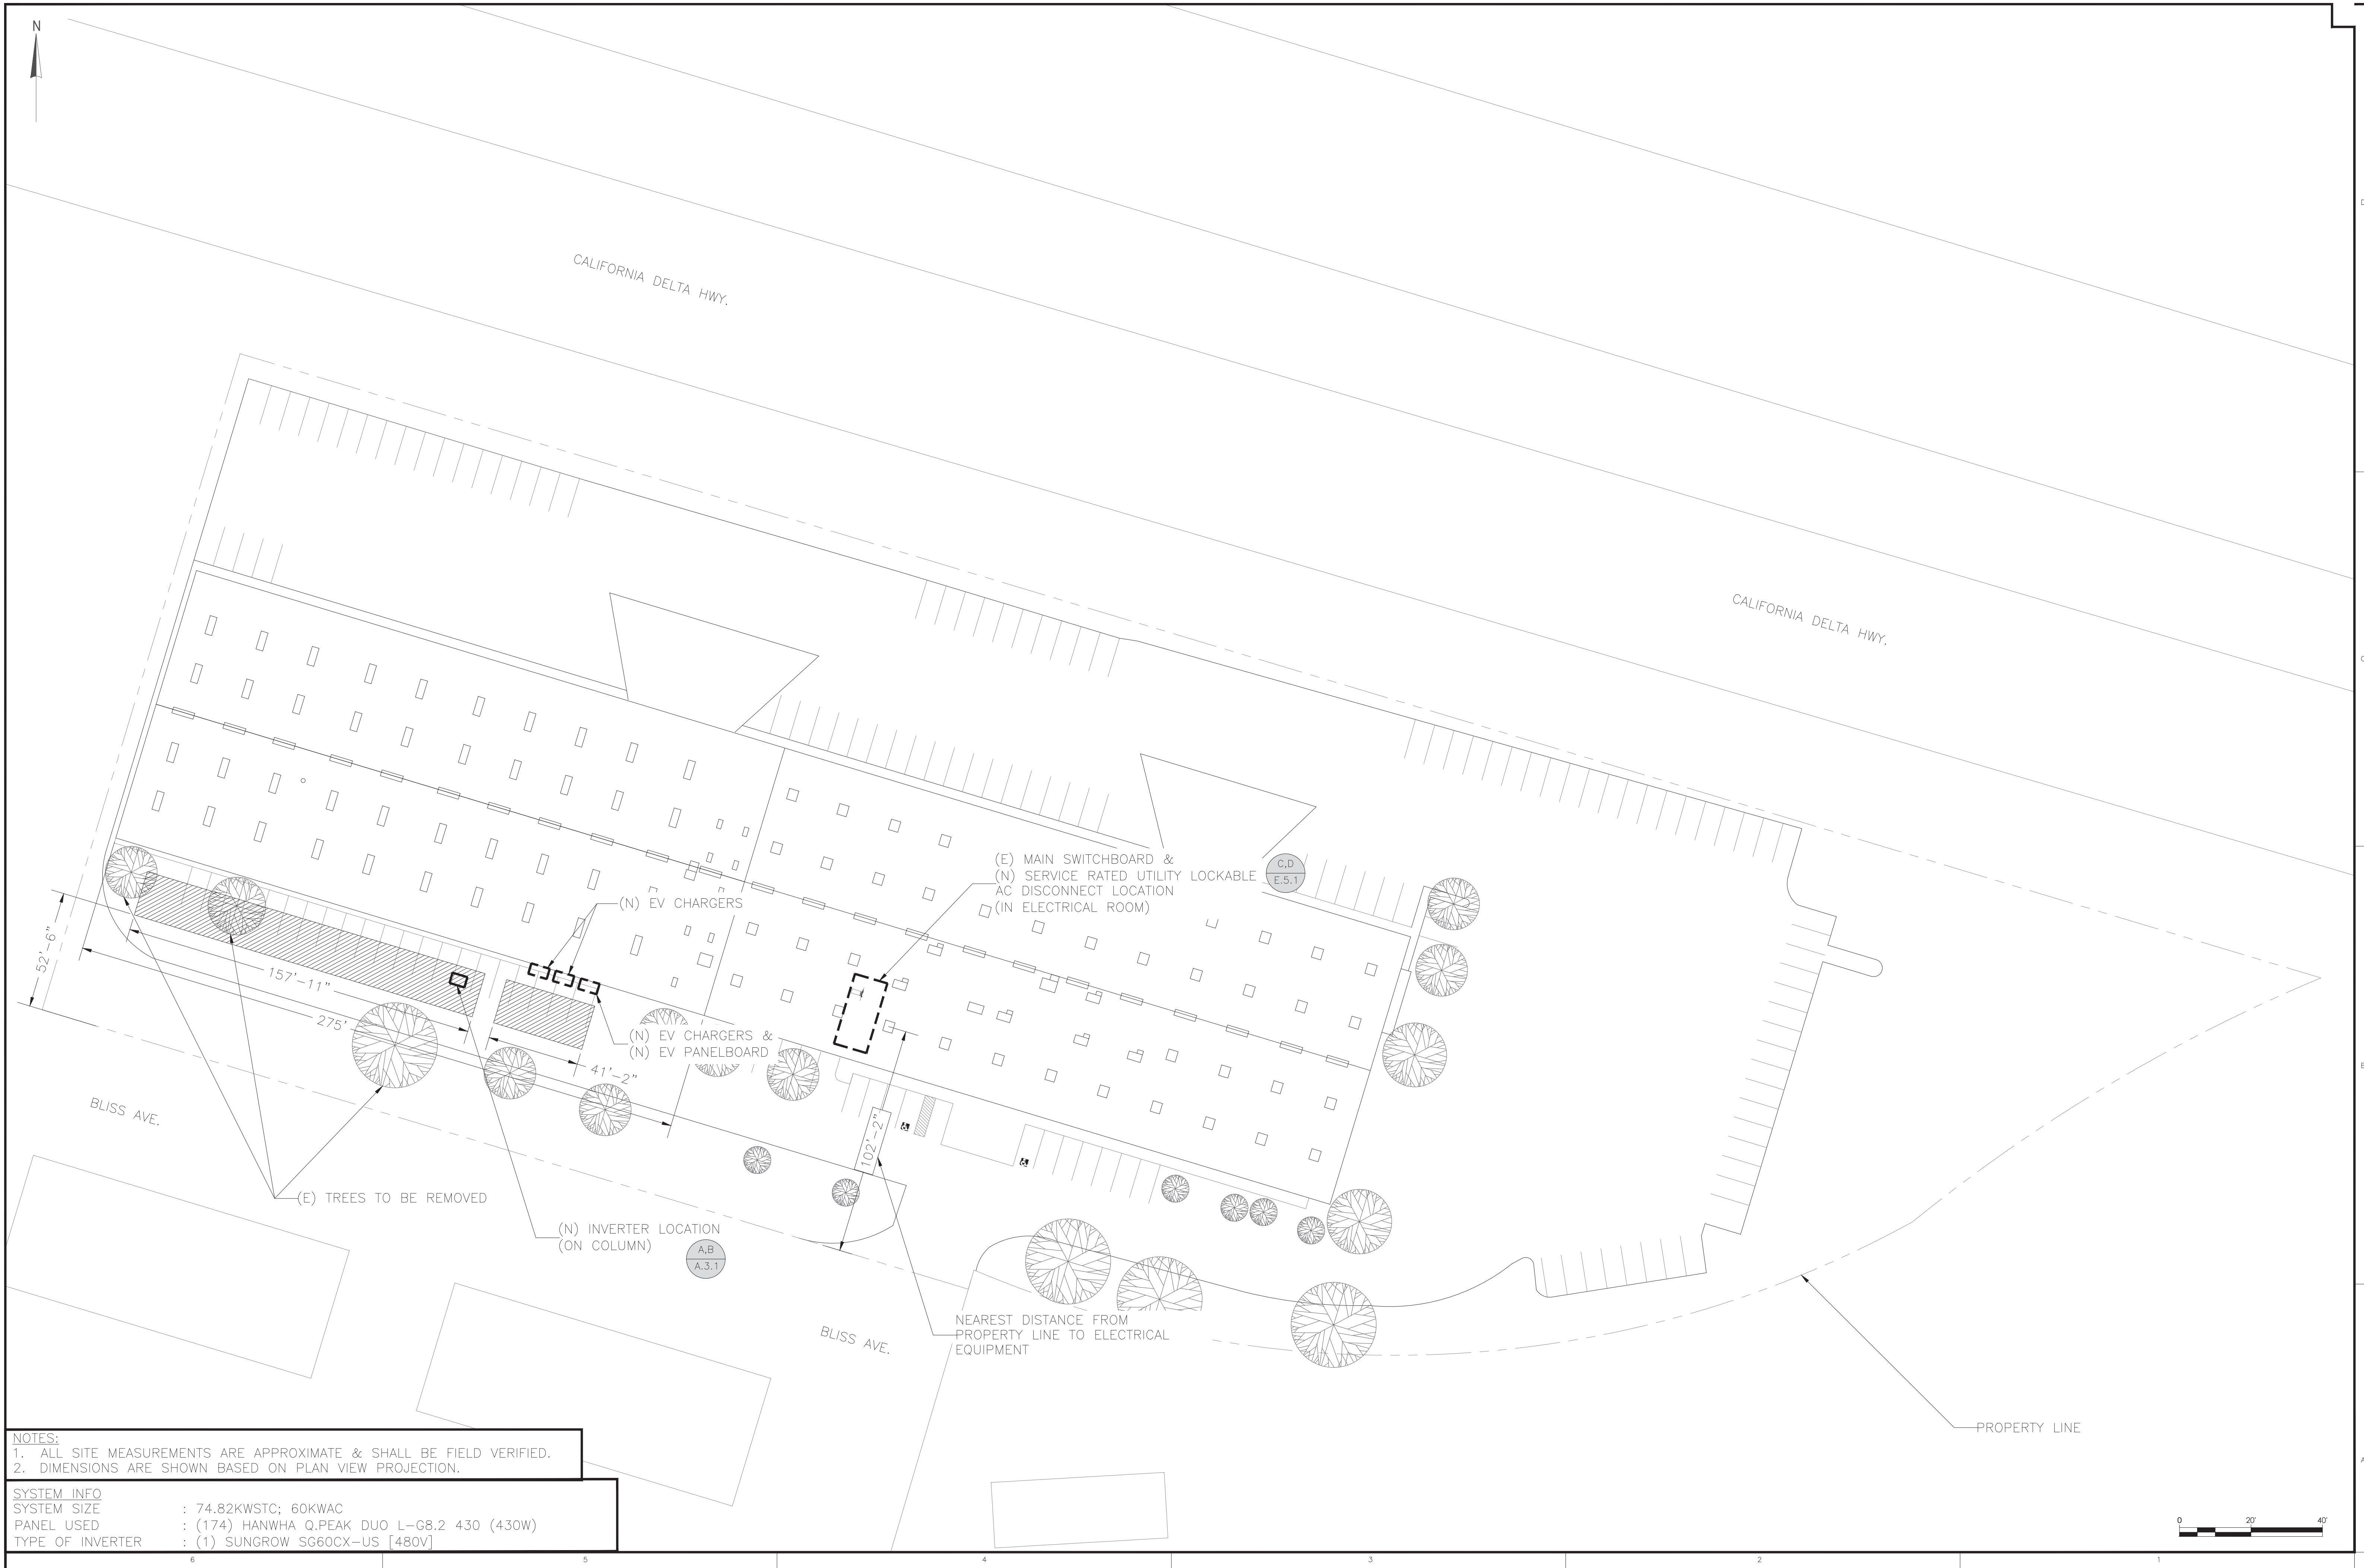 N
D
CALIFORNIA DELTA HWY.
CALIFORNIA DELTA HWY.
C
(E) MAIN SWITCHBOARD &
(N) SERVICE RATED UTILITY LOCKABLE
AC DISCONNECT LOCATION
(IN ELECTRICAL ROOM)
C,D
E.5.1
(N) EV CHARGERS
52'-6"
157'-11"
275'
(N) EV CHARGERS &
(N) EV PANELBOARD
41'-2"
B
BLISS AVE.
102'-2"
(E) TREES TO BE REMOVED
(N) INVERTER LOCATION
(ON COLUMN)
A,B
A.3.1
NEAREST DISTANCE FROM
PROPERTY LINE TO ELECTRICAL
EQUIPMENT
BLISS AVE.
PROPERTY LINE
NOTES:
1. ALL SITE MEASUREMENTS ARE APPROXIMATE & SHALL BE FIELD VERIFIED.
2. DIMENSIONS ARE SHOWN BASED ON PLAN VIEW PROJECTION.
A
SYSTEM INFO
SYSTEM SIZE : 74.82KWSTC; 60KWAC
PANEL USED : (174) HANWHA Q.PEAK DUO L-G8.2 430 (430W)
TYPE OF INVERTER : (1) SUNGROW SG60CX-US [480V]
0 20' 40'
6 5 4 3 2 1